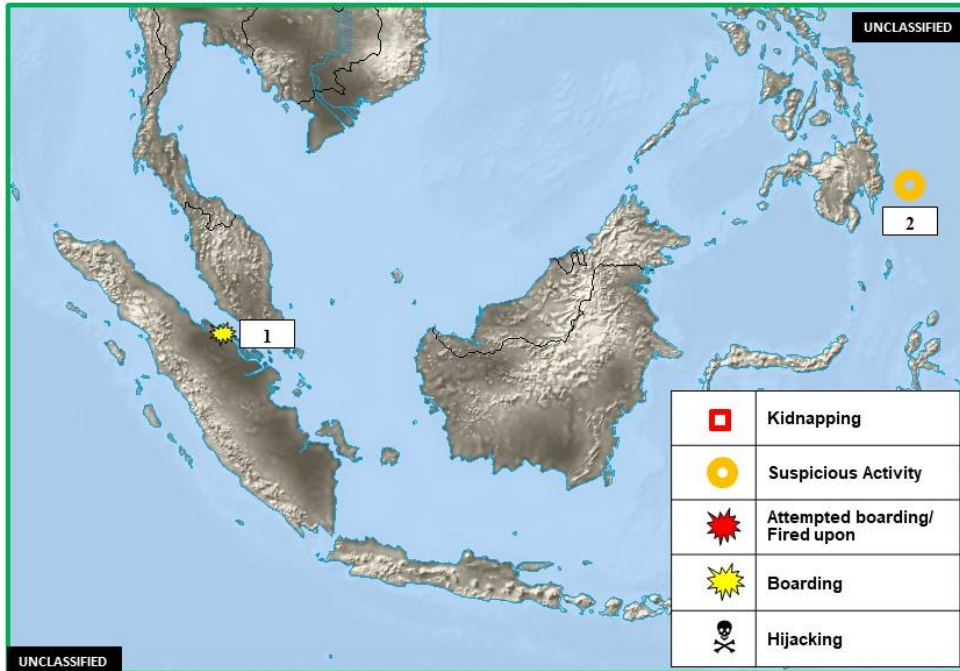 UNCLASSIFIED
2
1
Kidnapping
Suspicious Activity
Attempted boarding/
Fired upon
Boarding
Hijacking
UNCLASSIFIED